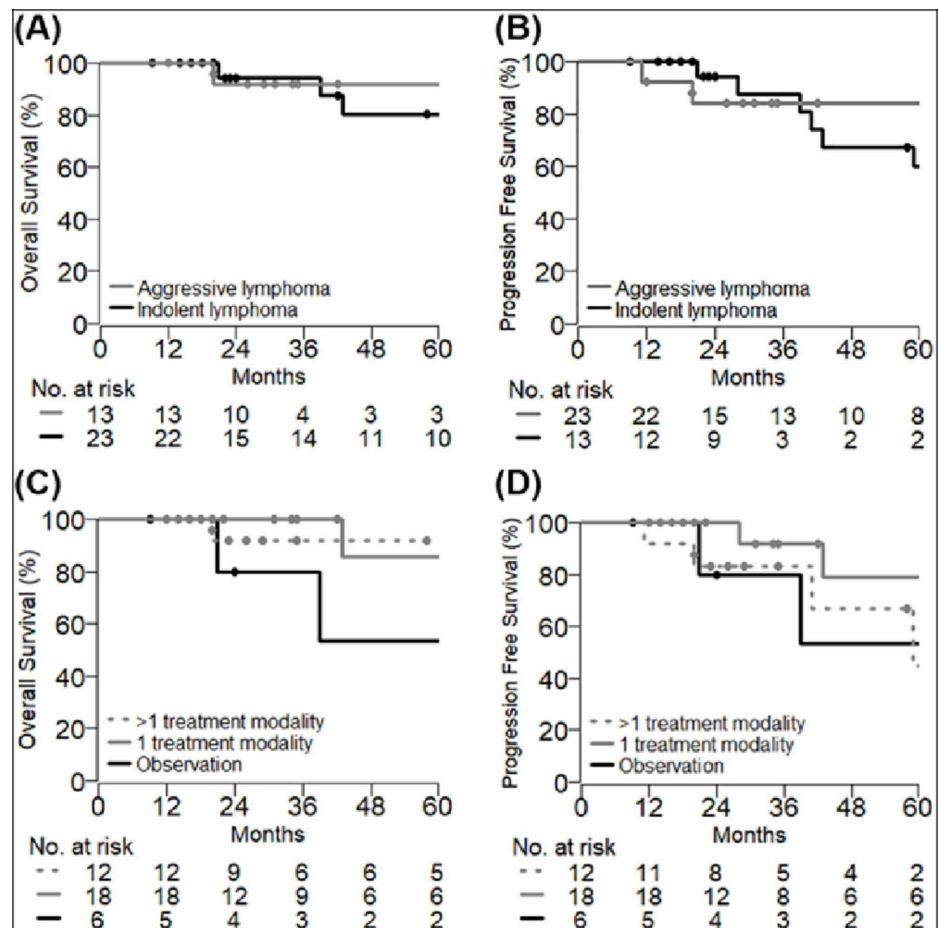 (A)
Overall Survival (%)
100
80
60
40
20
0
Aggressive lymphoma
Indolent lymphoma
0 12 24 36 48 60
Months
No. at risk
13 13 10 4 3 3
23 22 15 14 11 10
(B)
Progression Free Survival (%)
100
80
60
40
20
0
Aggressive lymphoma
Indolent lymphoma
0 12 24 36 48 60
Months
No. at risk
23 22 15 13 10 8
13 12 9 3 2 2
(C)
Overall Survival (%)
100
80
60
40
20
0
>1 treatment modality
1 treatment modality
Observation
0 12 24 36 48 60
Months
No. at risk
12 12 9 6 6 5
18 18 12 9 6 6
6 5 4 3 2 2
(D)
Progression Free Survival (%)
100
80
60
40
20
0
>1 treatment modality
1 treatment modality
Observation
0 12 24 36 48 60
Months
No. at risk
12 11 8 5 4 2
18 18 12 8 6 6
6 5 4 3 2 2